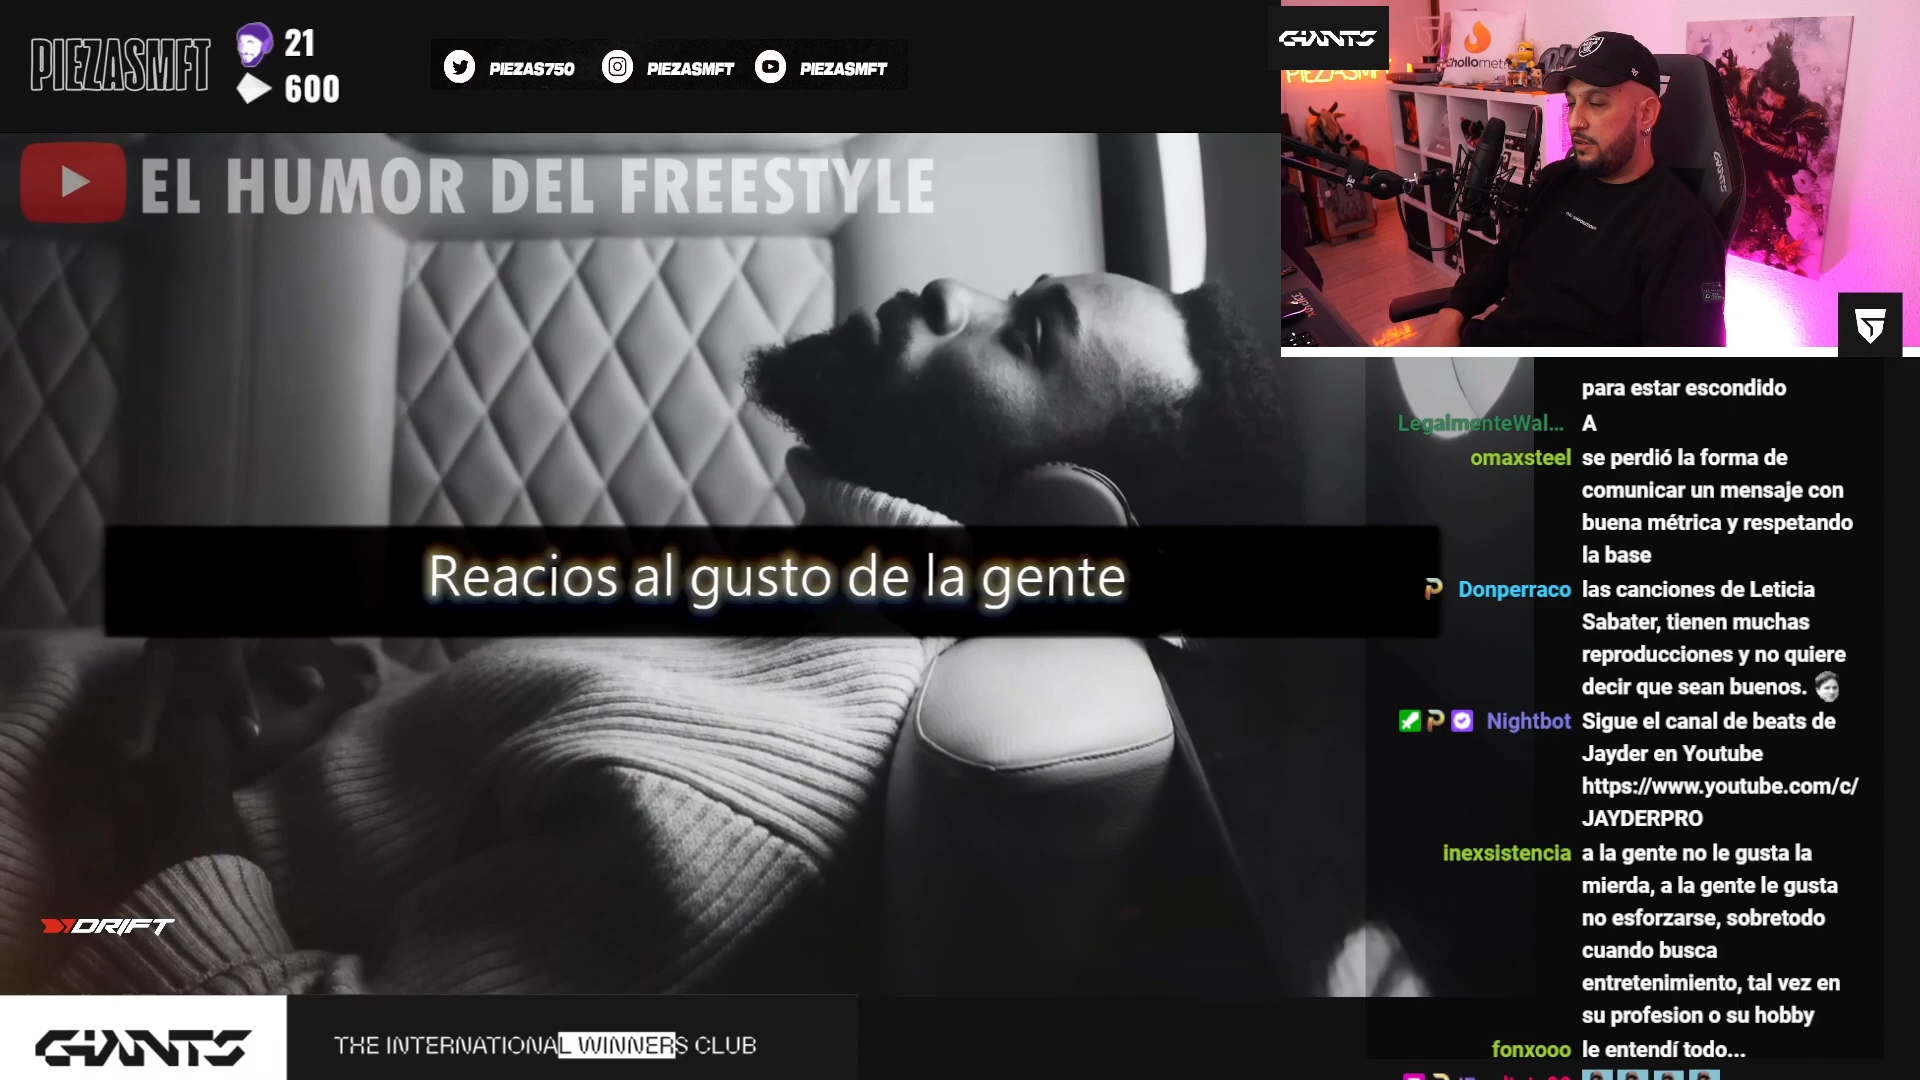 PIEZASMFT
21
600
PIEZAS750
PIEZASMFT
PIEZASMFT
GIANTS
EL HUMOR DEL FREESTYLE
Reacios al gusto de la gente
para estar escondido
LegalmenteWal... A
omaxsteel se perdió la forma de
comunicar un mensaje con
buena métrica y respetando
la base
Donperraco las canciones de Leticia
Sabater, tienen muchas
reproducciones y no quiere
decir que sean buenos.
Nightbot Sigue el canal de beats de
Jayder en Youtube
https://www.youtube.com/c/
JAYDERPRO
inexsistencia a la gente no le gusta la
mierda, a la gente le gusta
no esforzarse, sobretodo
cuando busca
entretenimiento, tal vez en
su profesion o su hobby
fonxooo le entendí todo...
DRIFT
GIANTS
THE INTERNATIONAL WINNERS CLUB